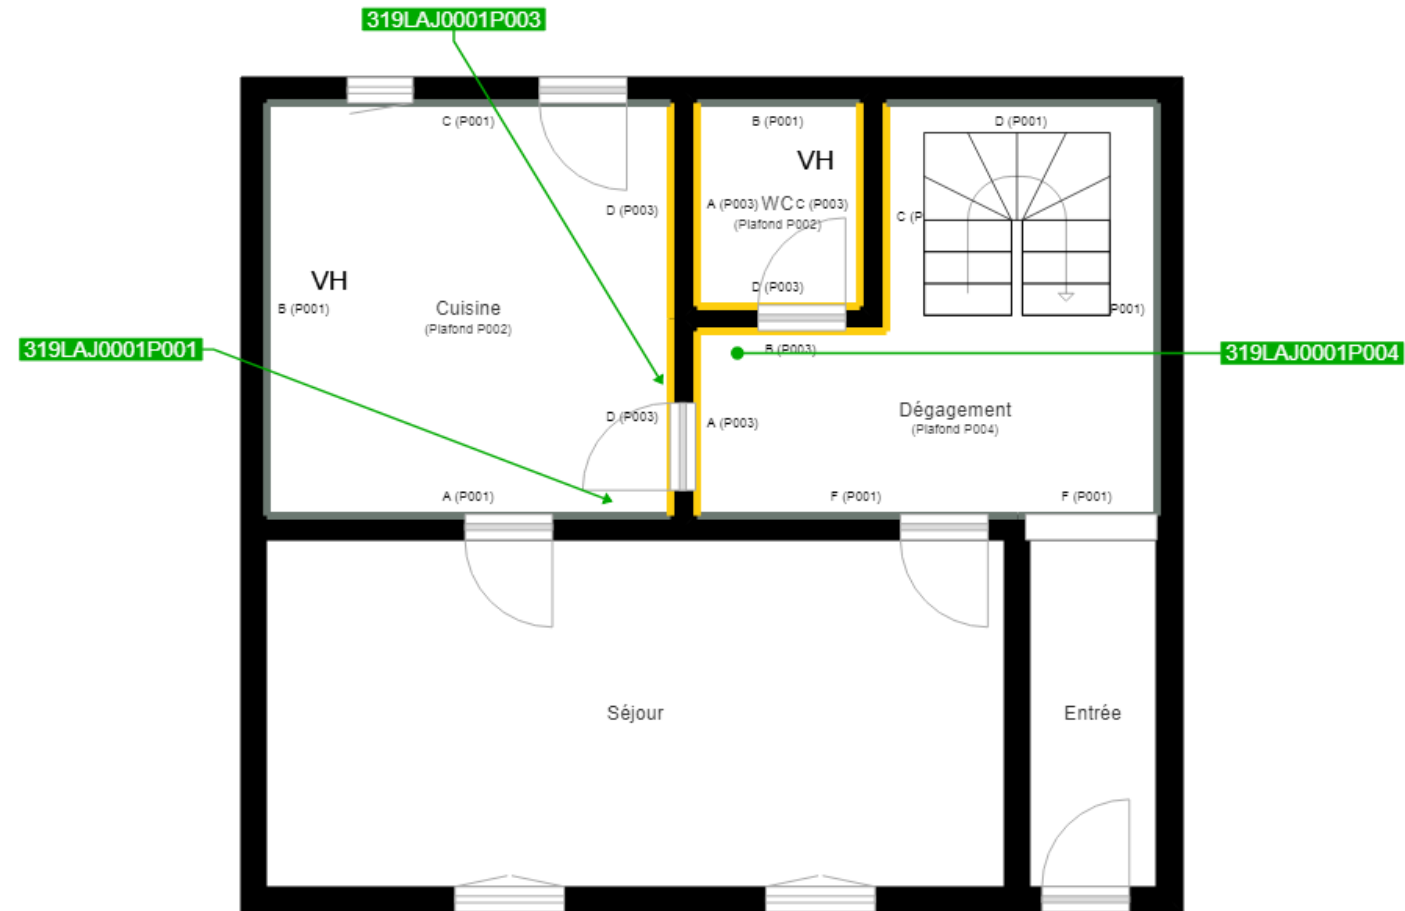 319LAJ0001P003
C (P001)
B (P001)
D (P001)
VH
D (P003)
A (P003) WC C (P003)
(Plafond P002)
C (P
VH
B (P001)
Cuisine
(Plafond P002)
D (P003)
P001)
319LAJ0001P001
B (P003)
319LAJ0001P004
D (P003)
A (P003)
Dégagement
(Plafond P004)
A (P001)
F (P001)
F (P001)
Séjour
Entrée